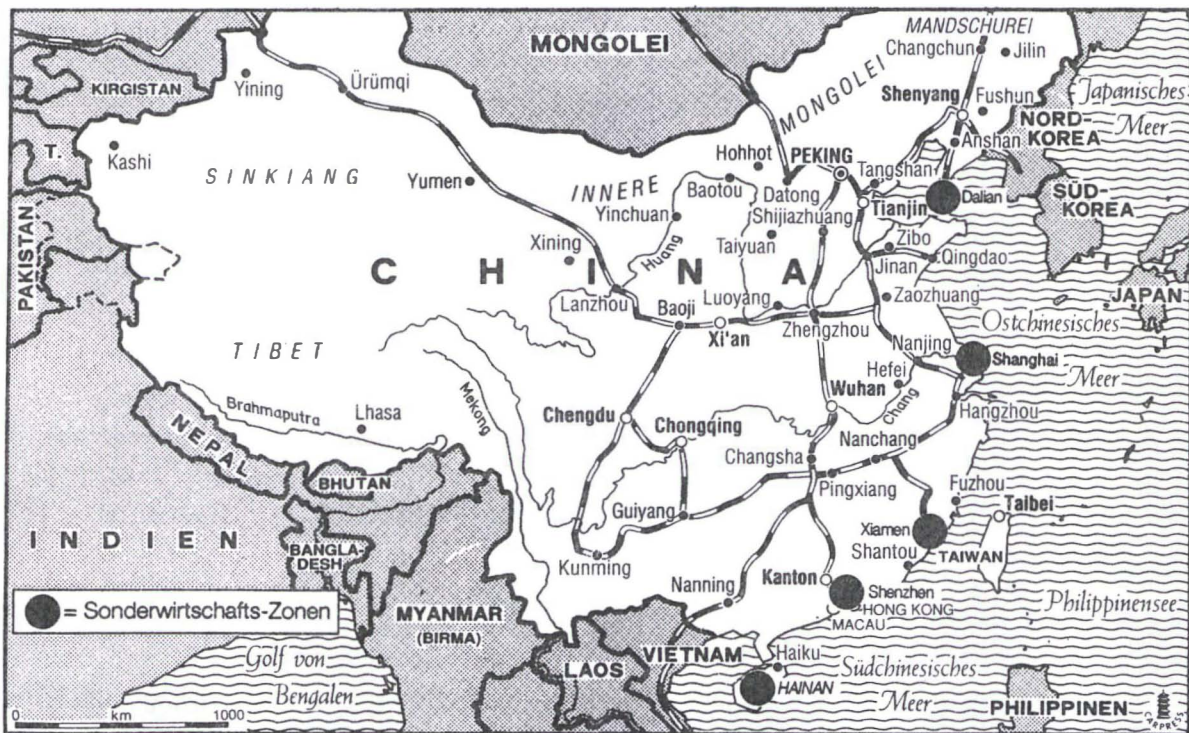 MANDSCHUREI
Changchun
Jilin
MONGOLEI
Yining
Ürümqi
KIRGISTAN
MONGOLEI
Shenyang
Fushun
Japanisches
Meer
NORD-
KOREA
Anshan
T.
Kashi
SINKIANG
Yumen
INNERE
Hohhot
Baotou
PEKING
Datong
Tangshan
Tianjin
Dalian
SÜD-
KOREA
Yinchuan
Shijiazhuang
Taiyuan
Zibo
Qingdao
Jinan
Xining
Huang
PAKISTAN
CHINA
Lanzhou
Luoyang
Zaozhuang
JAPAN
Baoji
Xi'an
Zhengzhou
Ostchinesisches
Meer
TIBET
Nanjing
Shanghai
Hefei
Wuhan
Chang
Hangzhou
Brahmaputra
Lhasa
Mekong
Chengdu
Chongqing
Nanchang
Changsha
NEPAL
BHUTAN
Pingxiang
Fuzhou
Taibei
Guiyang
INDIEN
BANGLA-
DESH
Kunming
Xiamen
Shantou
TAIWAN
Nanning
Kanton
Shenzhen
HONG KONG
MACAU
Philippinensee
= Sonderwirtschafts-Zonen
MYANMAR
(BIRMA)
Golf von
Bengalen
LAOS
VIETNAM
Haiku
HAINAN
Südchinesisches
Meer
PHILIPPINEN
0 km 1000
CARPRESS